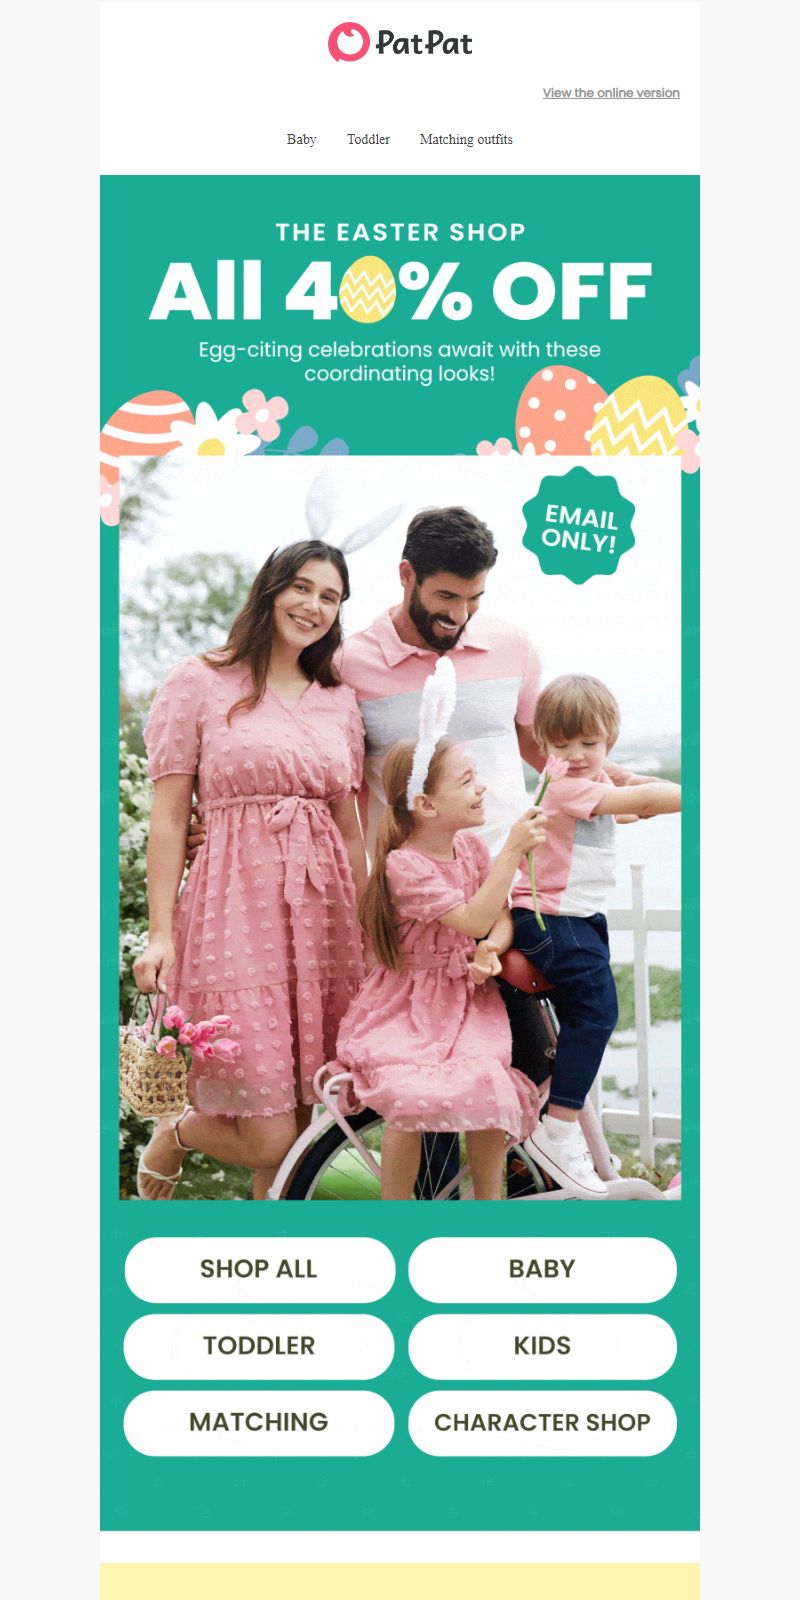 PatPat
View the online version
Baby Toddler Matching outfits
THE EASTER SHOP
All 40% OFF
Egg-citing celebrations await with these
coordinating looks!
EMAIL
ONLY!
SHOP ALL BABY
TODDLER KIDS
MATCHING CHARACTER SHOP